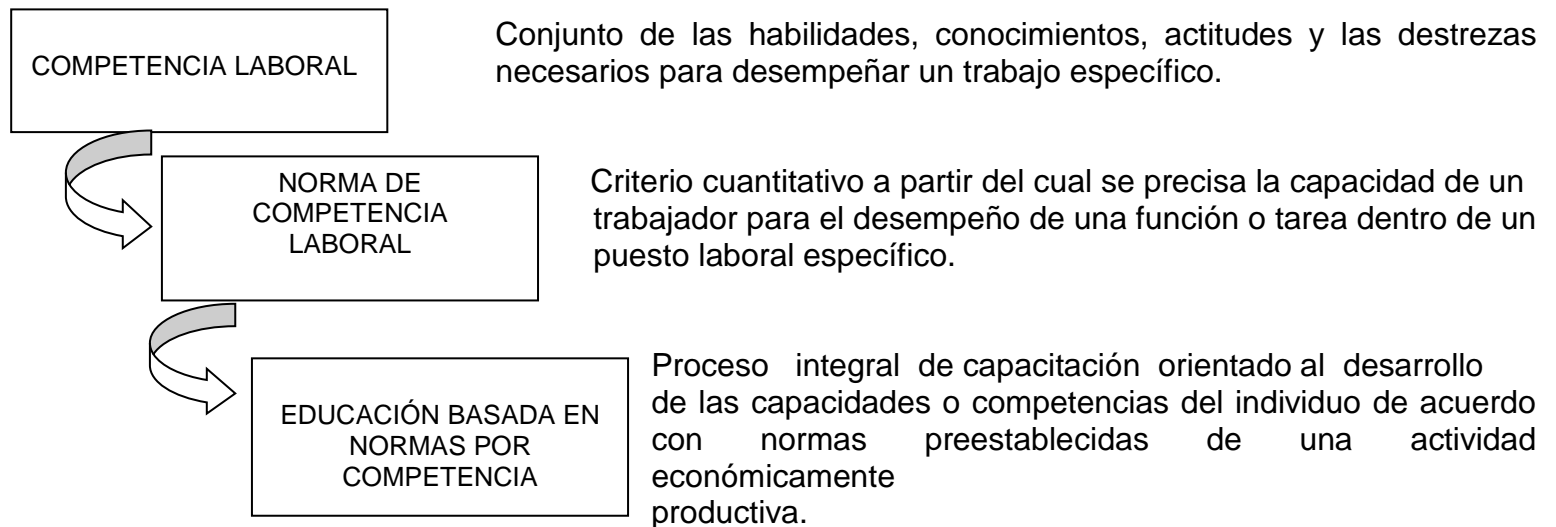 COMPETENCIA LABORAL
Conjunto de las habilidades, conocimientos, actitudes y las destrezas
necesarios para desempeñar un trabajo específico.
NORMA DE
COMPETENCIA
LABORAL
Criterio cuantitativo a partir del cual se precisa la capacidad de un
trabajador para el desempeño de una función o tarea dentro de un
puesto laboral específico.
EDUCACIÓN BASADA EN
NORMAS POR
COMPETENCIA
Proceso integral de capacitación orientado al desarrollo
de las capacidades o competencias del individuo de acuerdo
con normas preestablecidas de una actividad
económicamente
productiva.